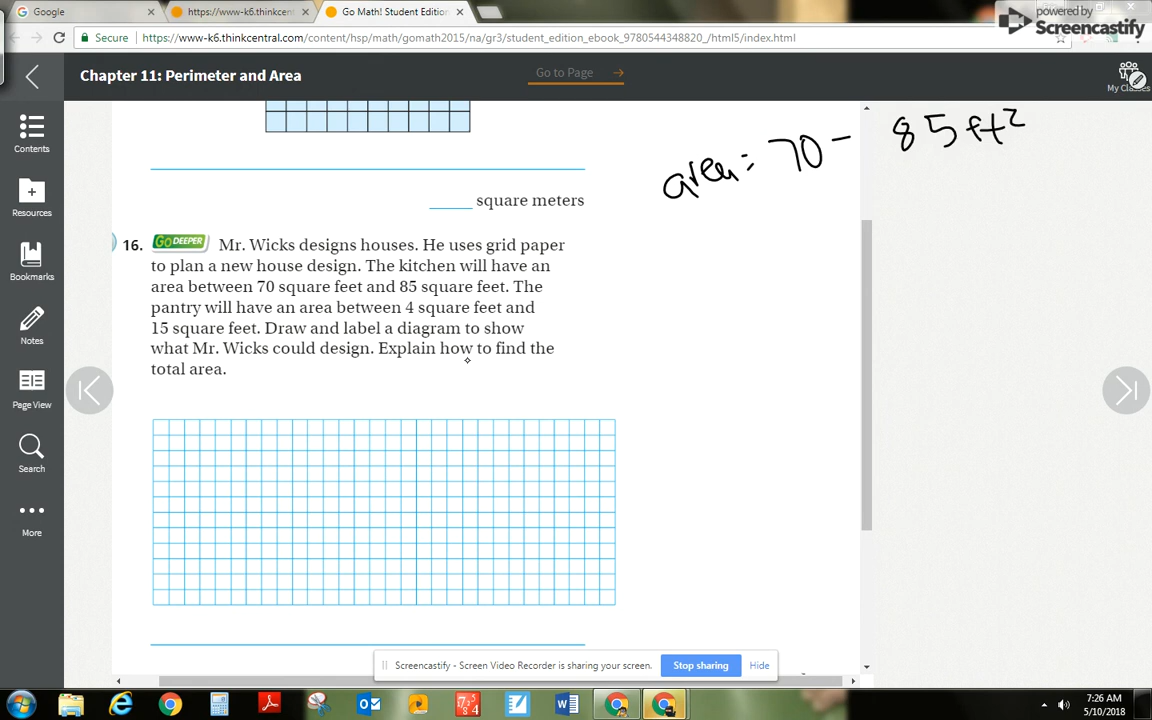 Google
https://www-k6.thinkcent
Go Math! Student Edition
powered by
Screencastify
Secure
https://www-k6.thinkcentral.com/content/hsp/math/gomath2015/na/gr3/student_edition_ebook_9780544348820_/html5/index.html
Chapter 11: Perimeter and Area
Go to Page
My Classes
Contents
Resources
Bookmarks
Notes
Page View
Search
More
area = 70 - 85 ft²
square meters
16. Go DEEPER Mr. Wicks designs houses. He uses grid paper
to plan a new house design. The kitchen will have an
area between 70 square feet and 85 square feet. The
pantry will have an area between 4 square feet and
15 square feet. Draw and label a diagram to show
what Mr. Wicks could design. Explain how to find the
total area.
Screencastify - Screen Video Recorder is sharing your screen.
Stop sharing
Hide
7:26 AM
5/10/2018